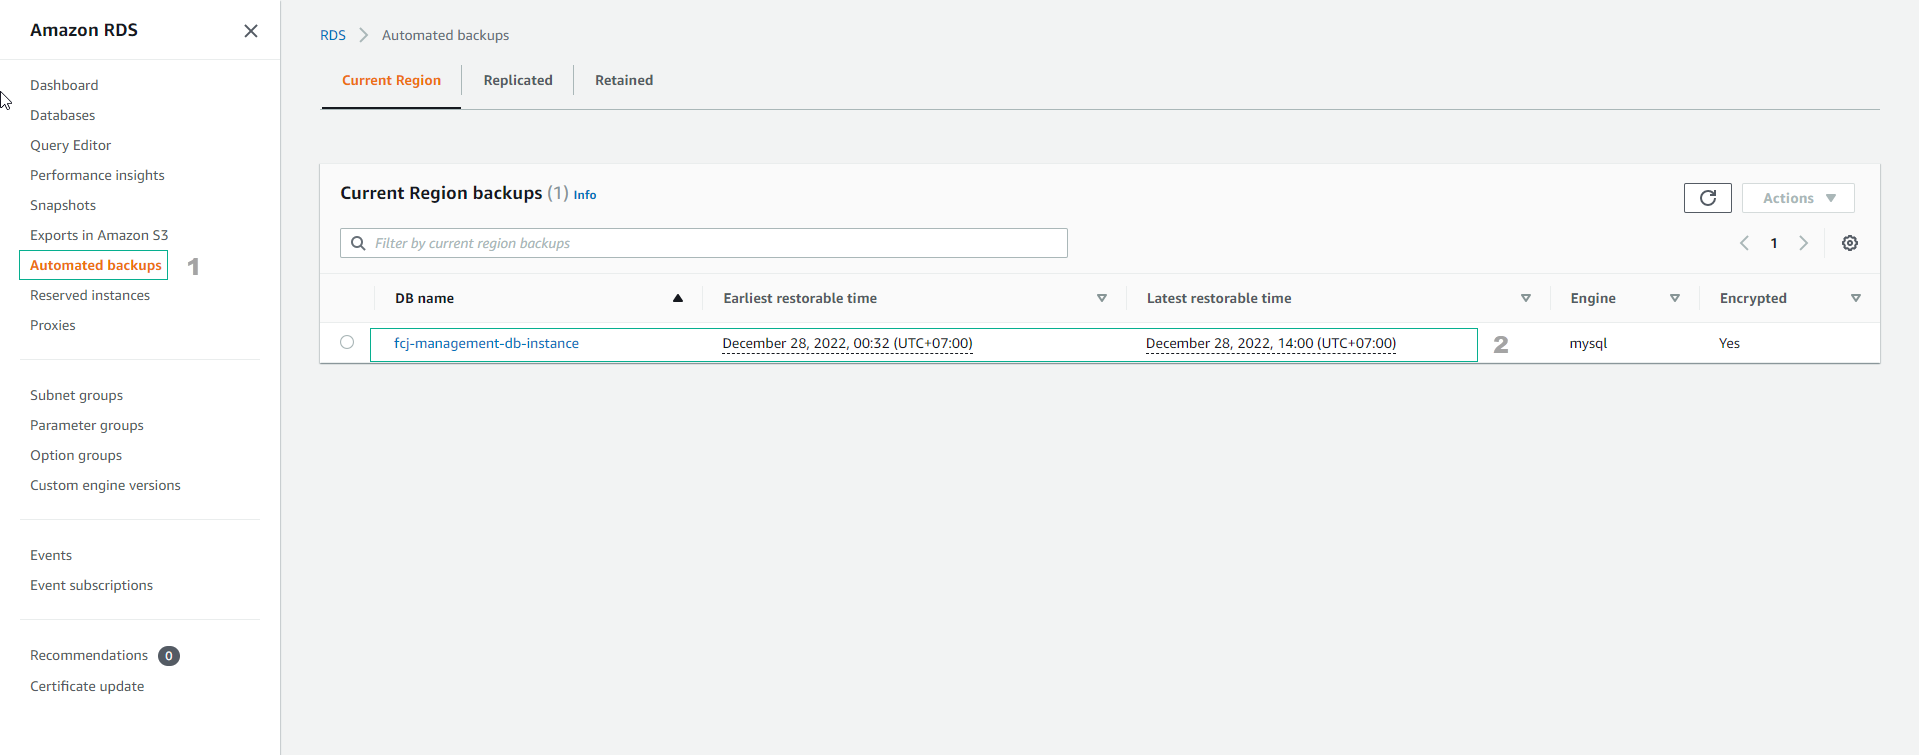 Amazon RDS
Dashboard
Databases
Query Editor
Performance insights
Snapshots
Exports in Amazon S3
Automated backups 1
Reserved instances
Proxies
Subnet groups
Parameter groups
Option groups
Custom engine versions
Events
Event subscriptions
Recommendations 0
Certificate update
RDS Automated backups
Current Region Replicated Retained
Current Region backups (1) Info
Actions
Filter by current region backups
1
DB name Earliest restorable time Latest restorable time Engine Encrypted
fcj-management-db-instance December 28, 2022, 00:32 (UTC+07:00) December 28, 2022, 14:00 (UTC+07:00) 2 mysql Yes